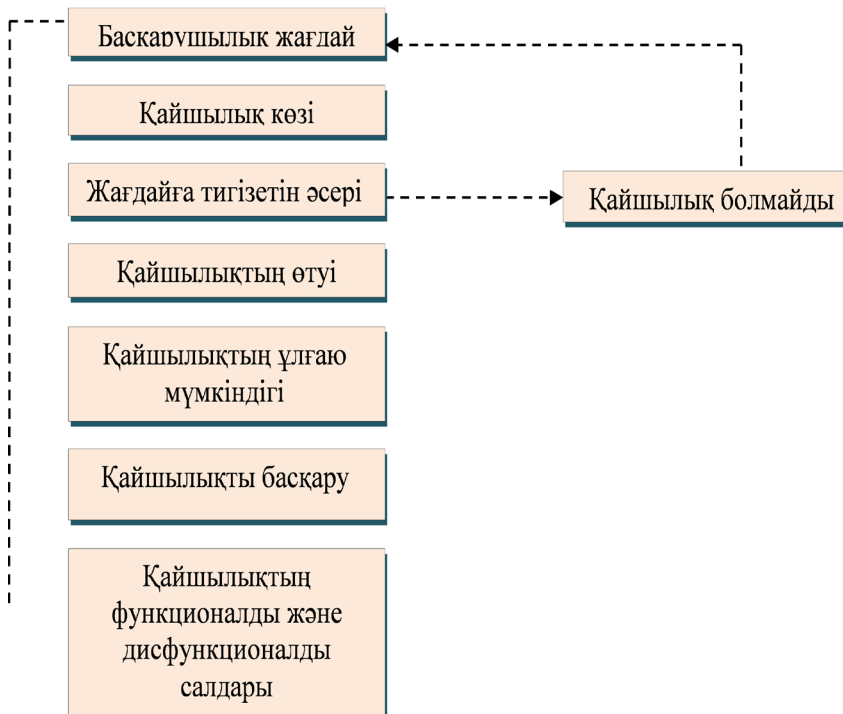 Басқарушылық жағдай
Қайшылық көзі
Жағдайға тигізетін әсері
Қайшылық болмайды
Қайшылықтың өтуі
Қайшылықтың ұлғаю
мүмкіндігі
Қайшылықты басқару
Қайшылықтың
функционалды және
дисфункционалды
салдары